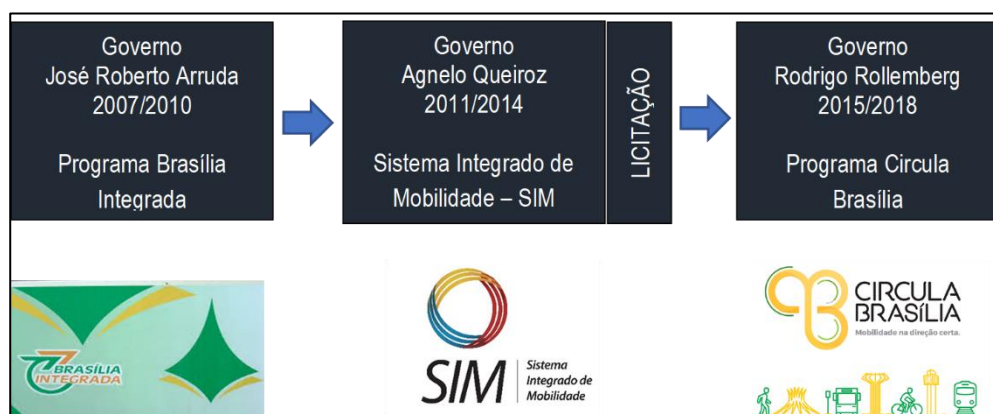 Governo
José Roberto Arruda
2007/2010
Programa Brasília
Integrada
Governo
Agnelo Queiroz
2011/2014
Sistema Integrado de
Mobilidade – SIM
LICITAÇÃO
Governo
Rodrigo Rollemberg
2015/2018
Programa Circula
Brasília
BRASÍLIA
INTEGRADA
SIM
Sistema
Integrado de
Mobilidade
CIRCULA
BRASÍLIA
Mobilidade na direção certa.